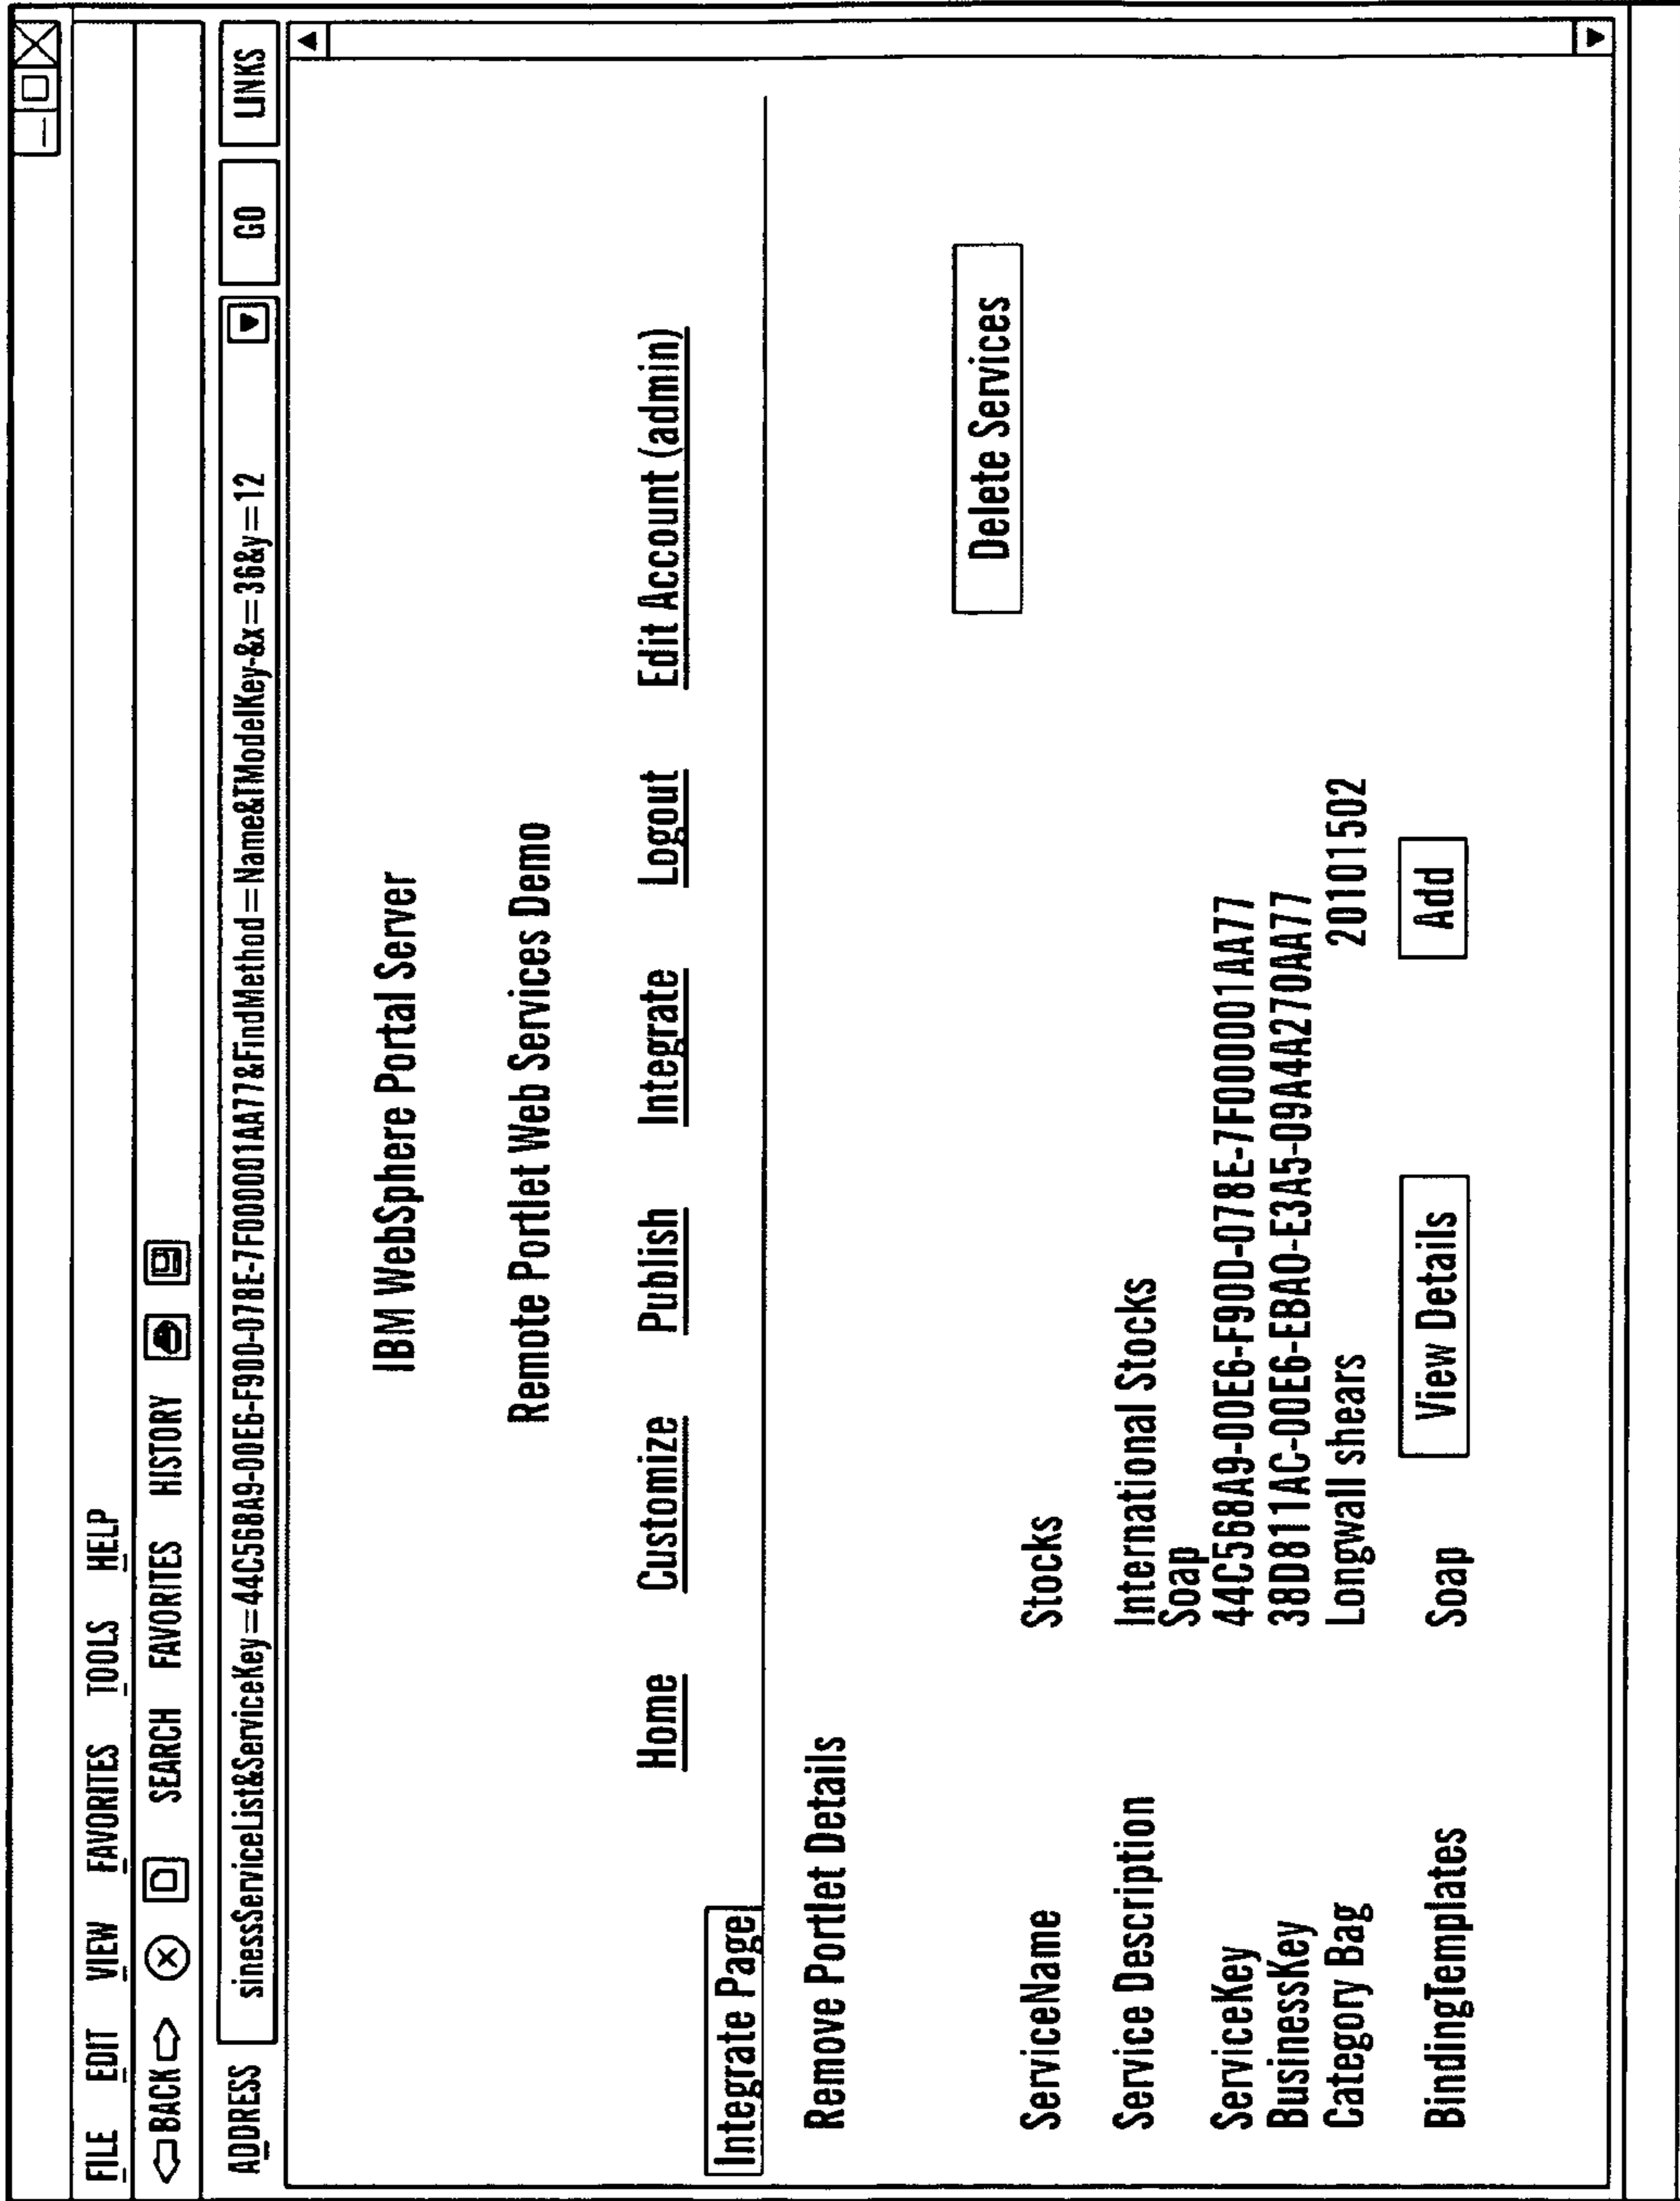 FILE EDIT VIEW FAVORITES TOOLS HELP
BACK SEARCH FAVORITES HISTORY
ADDRESS sinessServiceList&ServiceKey=44C568A9-00E6-F90D-078E-7F000001AA77&FindMethod=Name&TModelKey-&x=36&y=12 GO LINKS
IBM WebSphere Portal Server
Remote Portlet Web Services Demo
Home Customize Publish Integrate Logout Edit Account (admin)
Integrate Page
Remove Portlet Details
Delete Services
ServiceName Stocks
Service Description International Stocks
Soap
ServiceKey 44C568A9-00E6-F90D-078E-7F000001AA77
BusinessKey 38D811AC-00E6-EBA0-E3A5-09A4A270AA77
Category Bag Longwall shears 20101502
BindingTemplates Soap View Details Add